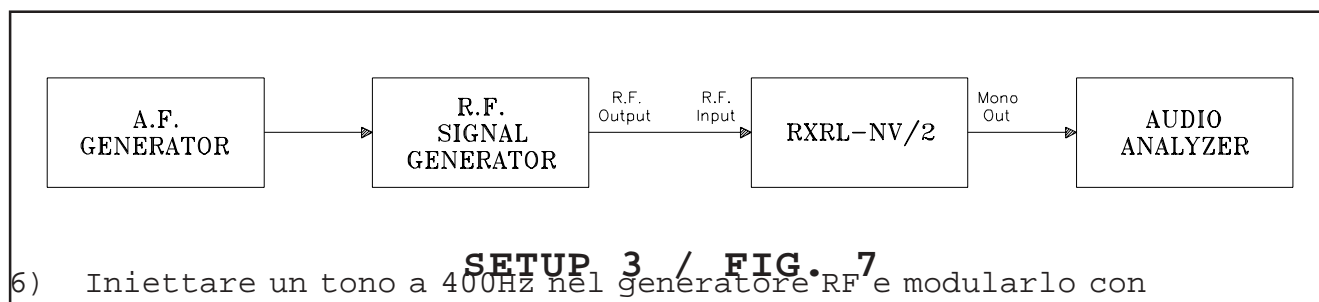 A.F.
GENERATOR
R.F.
SIGNAL
GENERATOR
R.F.
Output
R.F.
Input
RXRL-NV/2
Mono
Out
AUDIO
ANALYZER
SETUP 3 / FIG. 7
6) Iniettare un tono a 400Hz nel generatore RF e modularlo con